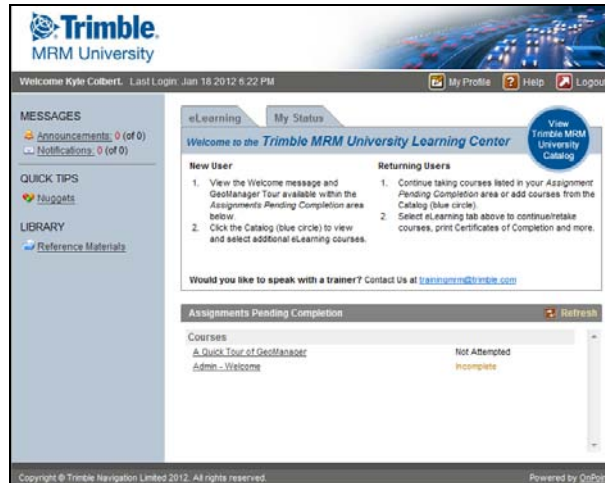 Trimble.
MRM University
Welcome Kyle Colbert. Last Login: Jan 18 2012 6:22 PM
My Profile
Help
Logout
MESSAGES
Announcements: 0 (of 0)
Notifications: 0 (of 0)
QUICK TIPS
Nuggets
LIBRARY
Reference Materials
eLearning
My Status
Welcome to the Trimble MRM University Learning Center
View
Trimble MRM
University
Catalog
New User
1. View the Welcome message and
GeoManager Tour available within the
Assignments Pending Completion area
below.
2. Click the Catalog (blue circle) to view
and select additional eLearning courses.
Returning Users
1. Continue taking courses listed in your Assignment
Pending Completion area or add courses from the
Catalog (blue circle).
2. Select eLearning tab above to continue/retake
courses, print Certificates of Completion and more.
Would you like to speak with a trainer? Contact Us at trainingmrm@trimble.com
Assignments Pending Completion
Refresh
Courses
A Quick Tour of GeoManager
Not Attempted
Admin - Welcome
Incomplete
Copyright © Trimble Navigation Limited 2012. All rights reserved.
Powered by OnPoint